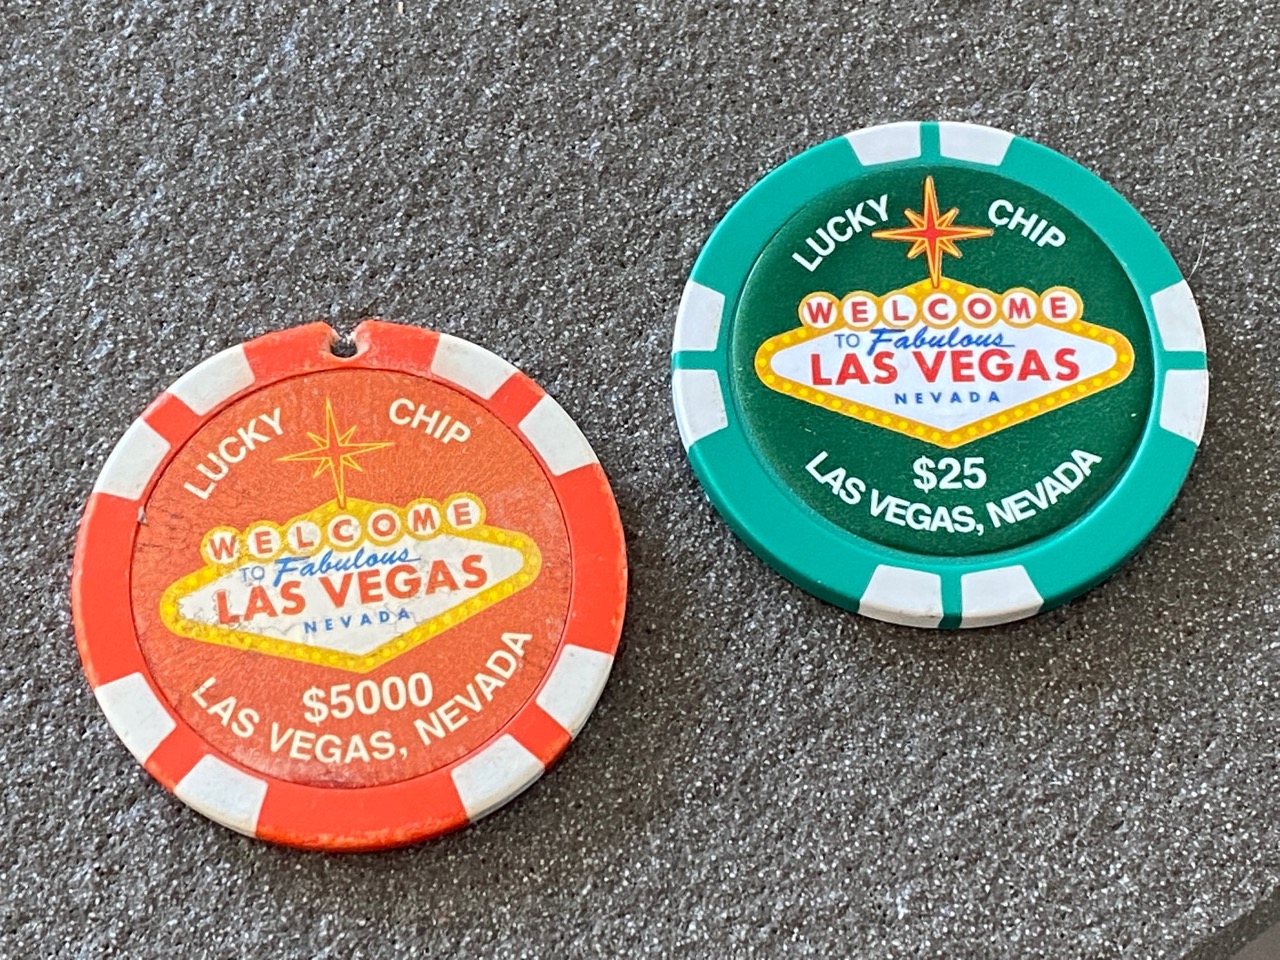 LUCKY CHIP
WELCOME
TO Fabulous
LAS VEGAS
NEVADA
$5000
LAS VEGAS, NEVADA
LUCKY CHIP
WELCOME
TO Fabulous
LAS VEGAS
NEVADA
$25
LAS VEGAS, NEVADA